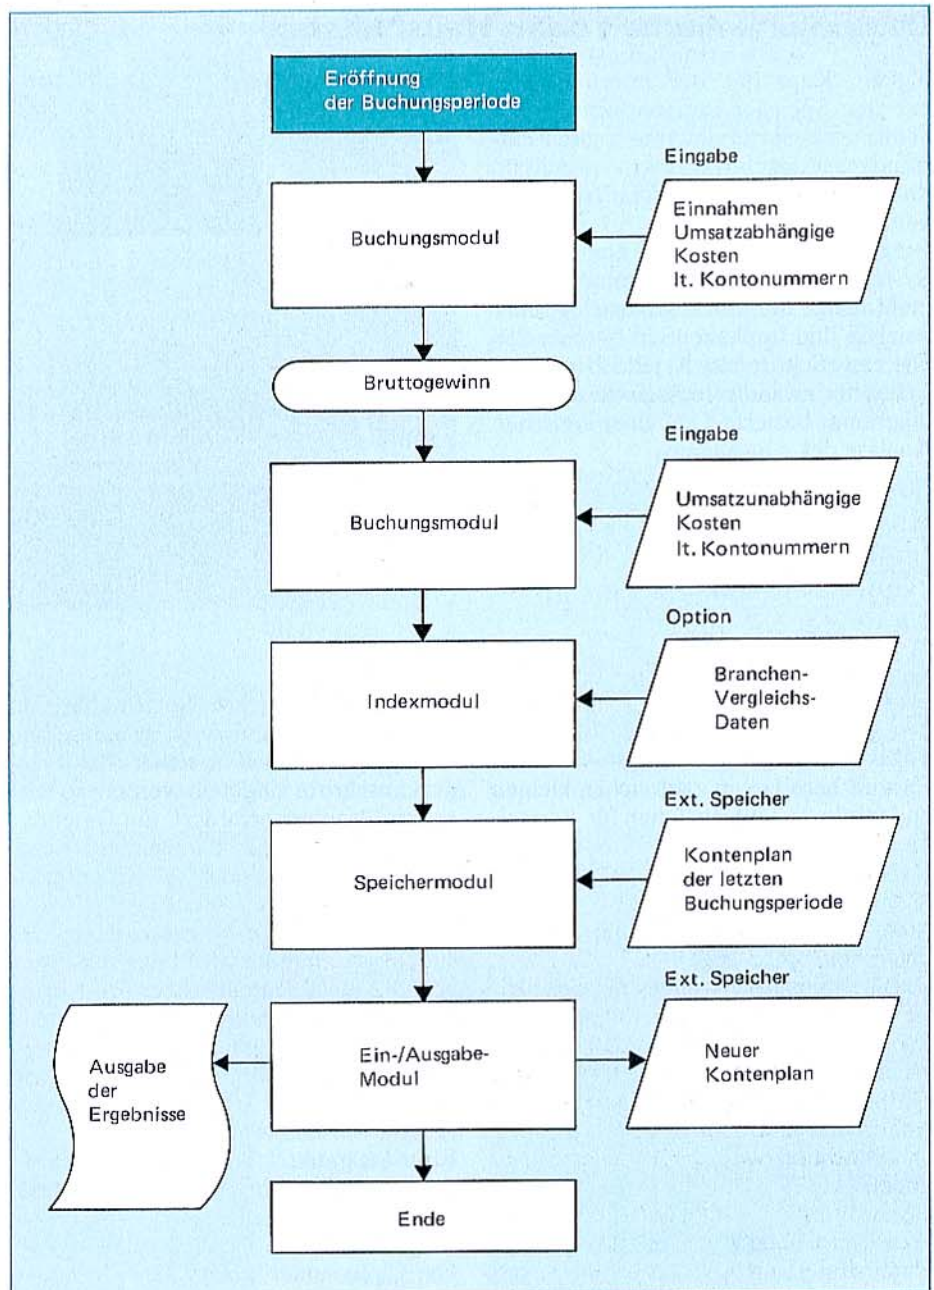 Eröffnung
der Buchungsperiode
Eingabe
Buchungsmodul
Einnahmen
Umsatzabhängige
Kosten
lt. Kontonummern
Bruttogewinn
Eingabe
Buchungsmodul
Umsatzunabhängige
Kosten
lt. Kontonummern
Option
Indexmodul
Branchen-
Vergleichs-
Daten
Ext. Speicher
Speichermodul
Kontenplan
der letzten
Buchungsperiode
Ext. Speicher
Ausgabe
der
Ergebnisse
Ein-/Ausgabe-
Modul
Neuer
Kontenplan
Ende